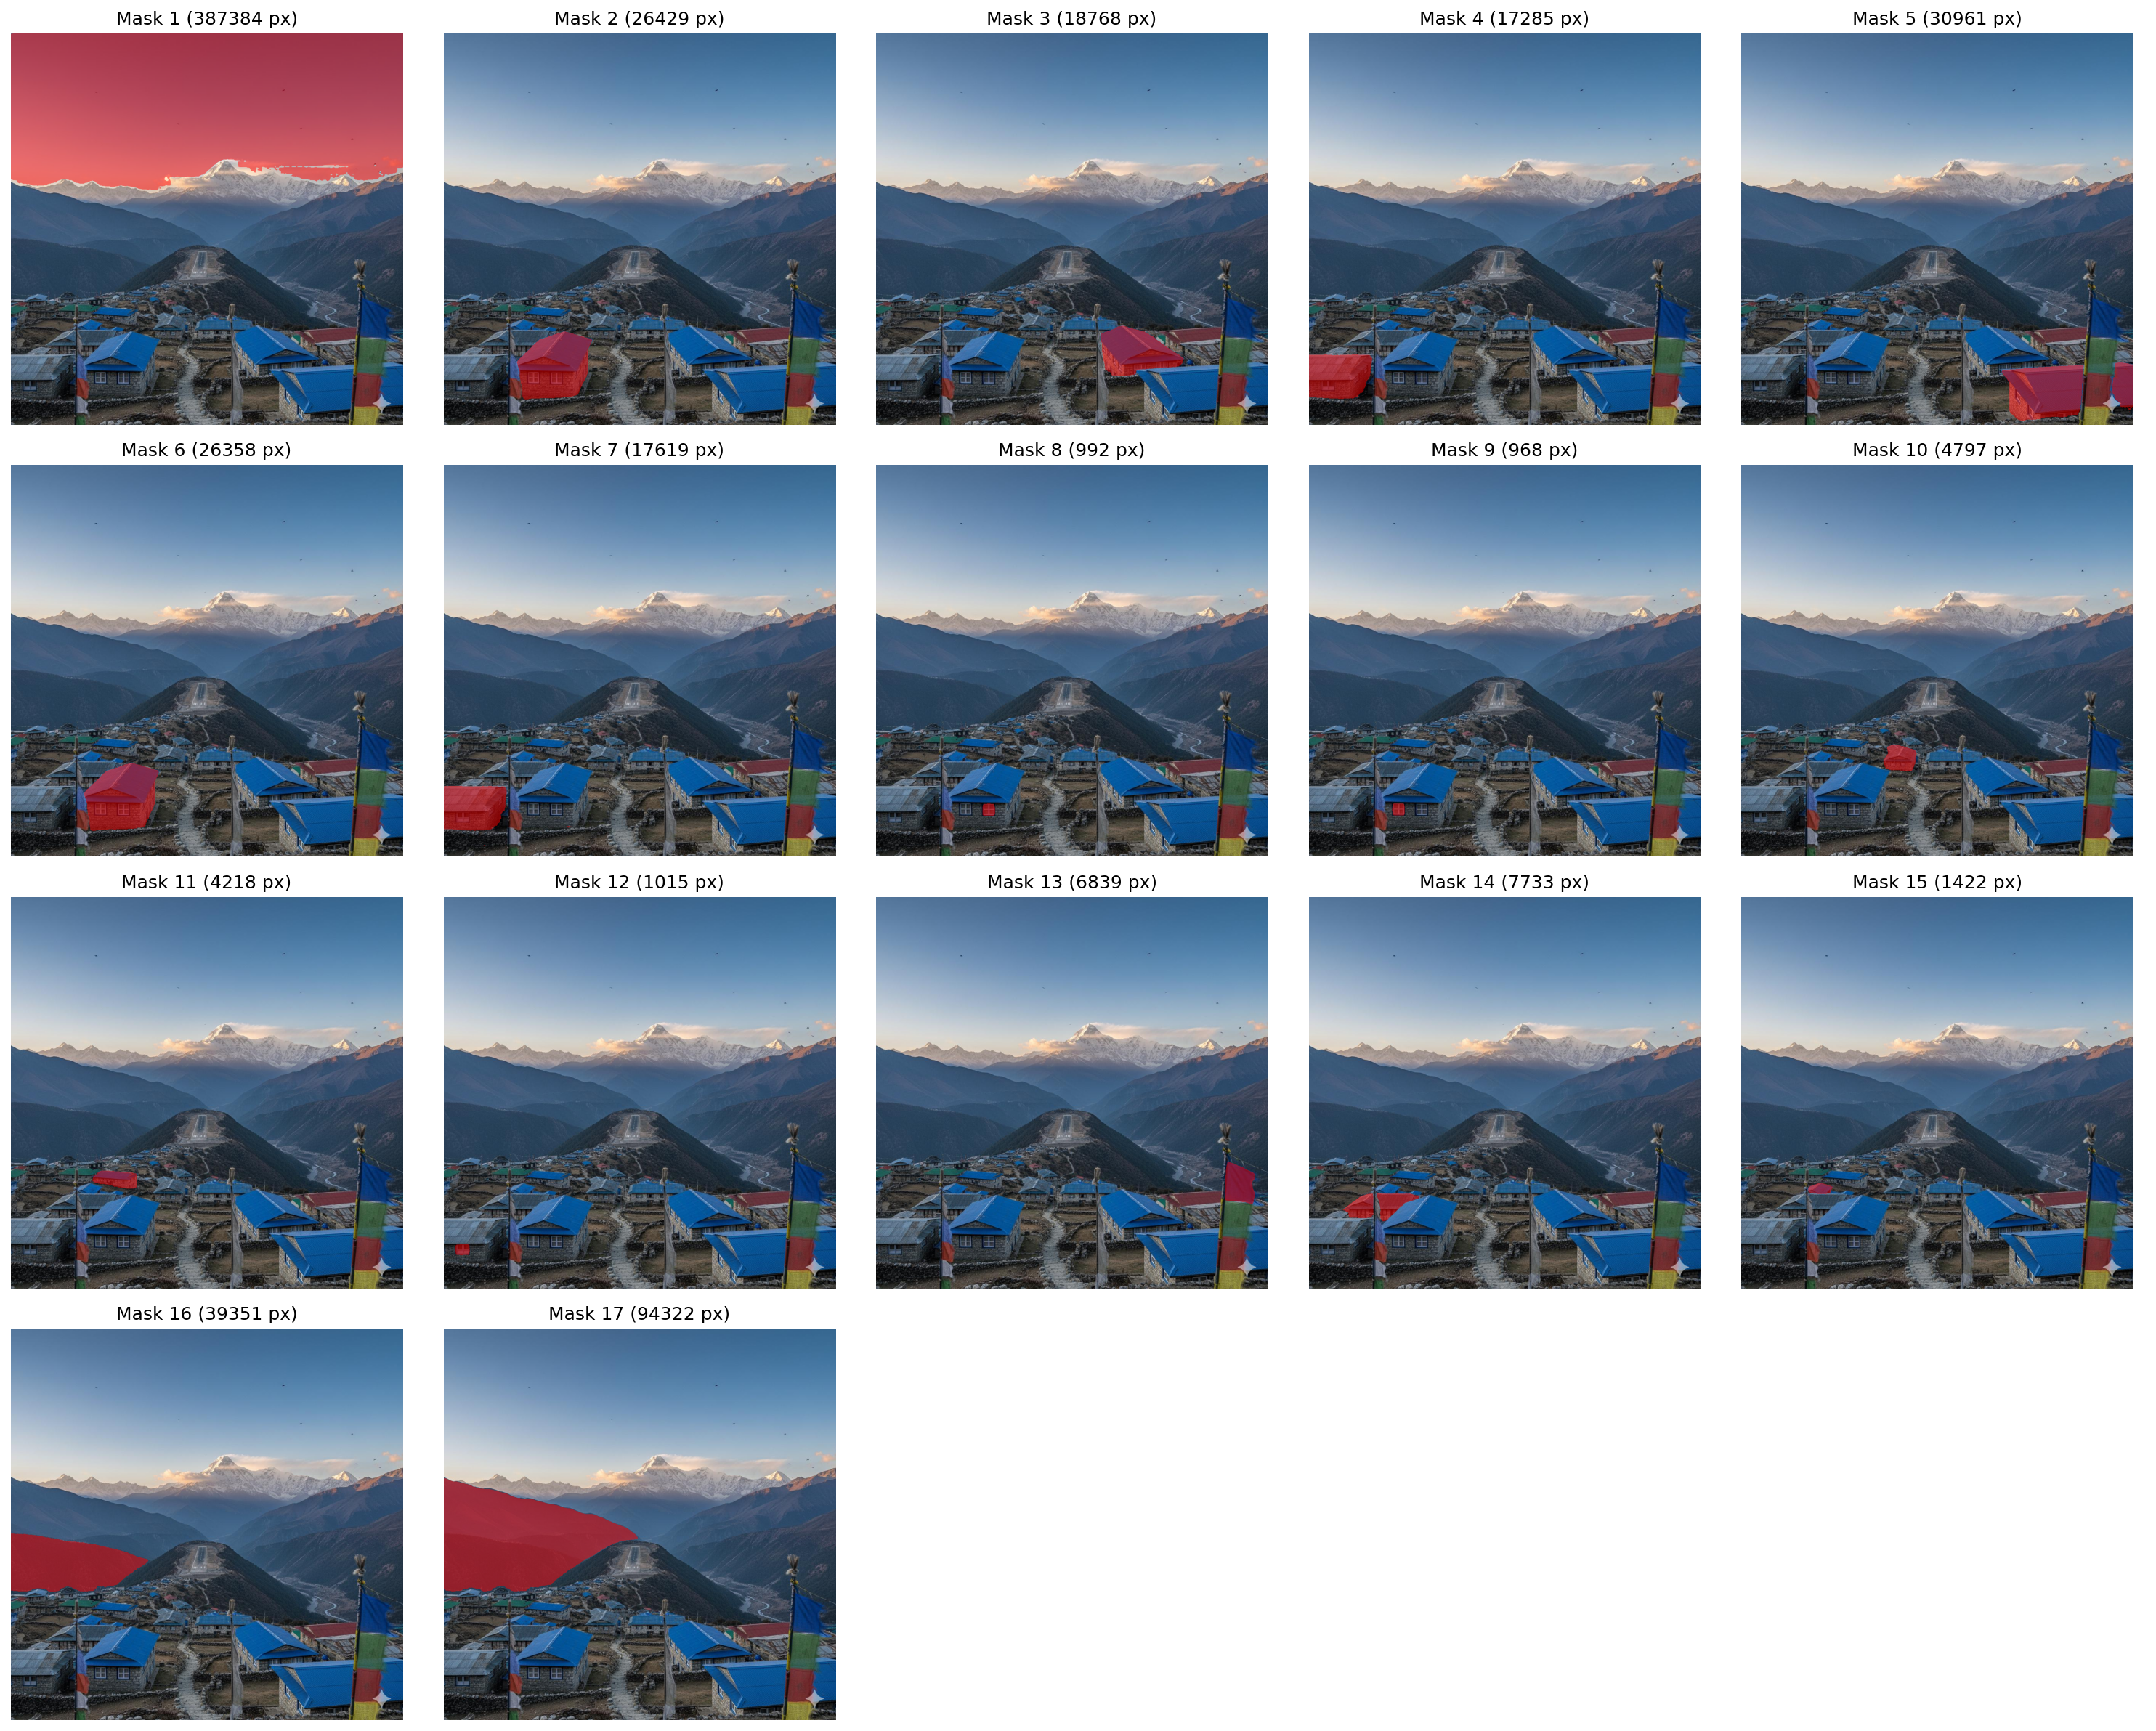 Mask 1 (387384 px)
Mask 2 (26429 px)
Mask 3 (18768 px)
Mask 4 (17285 px)
Mask 5 (30961 px)
Mask 6 (26358 px)
Mask 7 (17619 px)
Mask 8 (992 px)
Mask 9 (968 px)
Mask 10 (4797 px)
Mask 11 (4218 px)
Mask 12 (1015 px)
Mask 13 (6839 px)
Mask 14 (7733 px)
Mask 15 (1422 px)
Mask 16 (39351 px)
Mask 17 (94322 px)